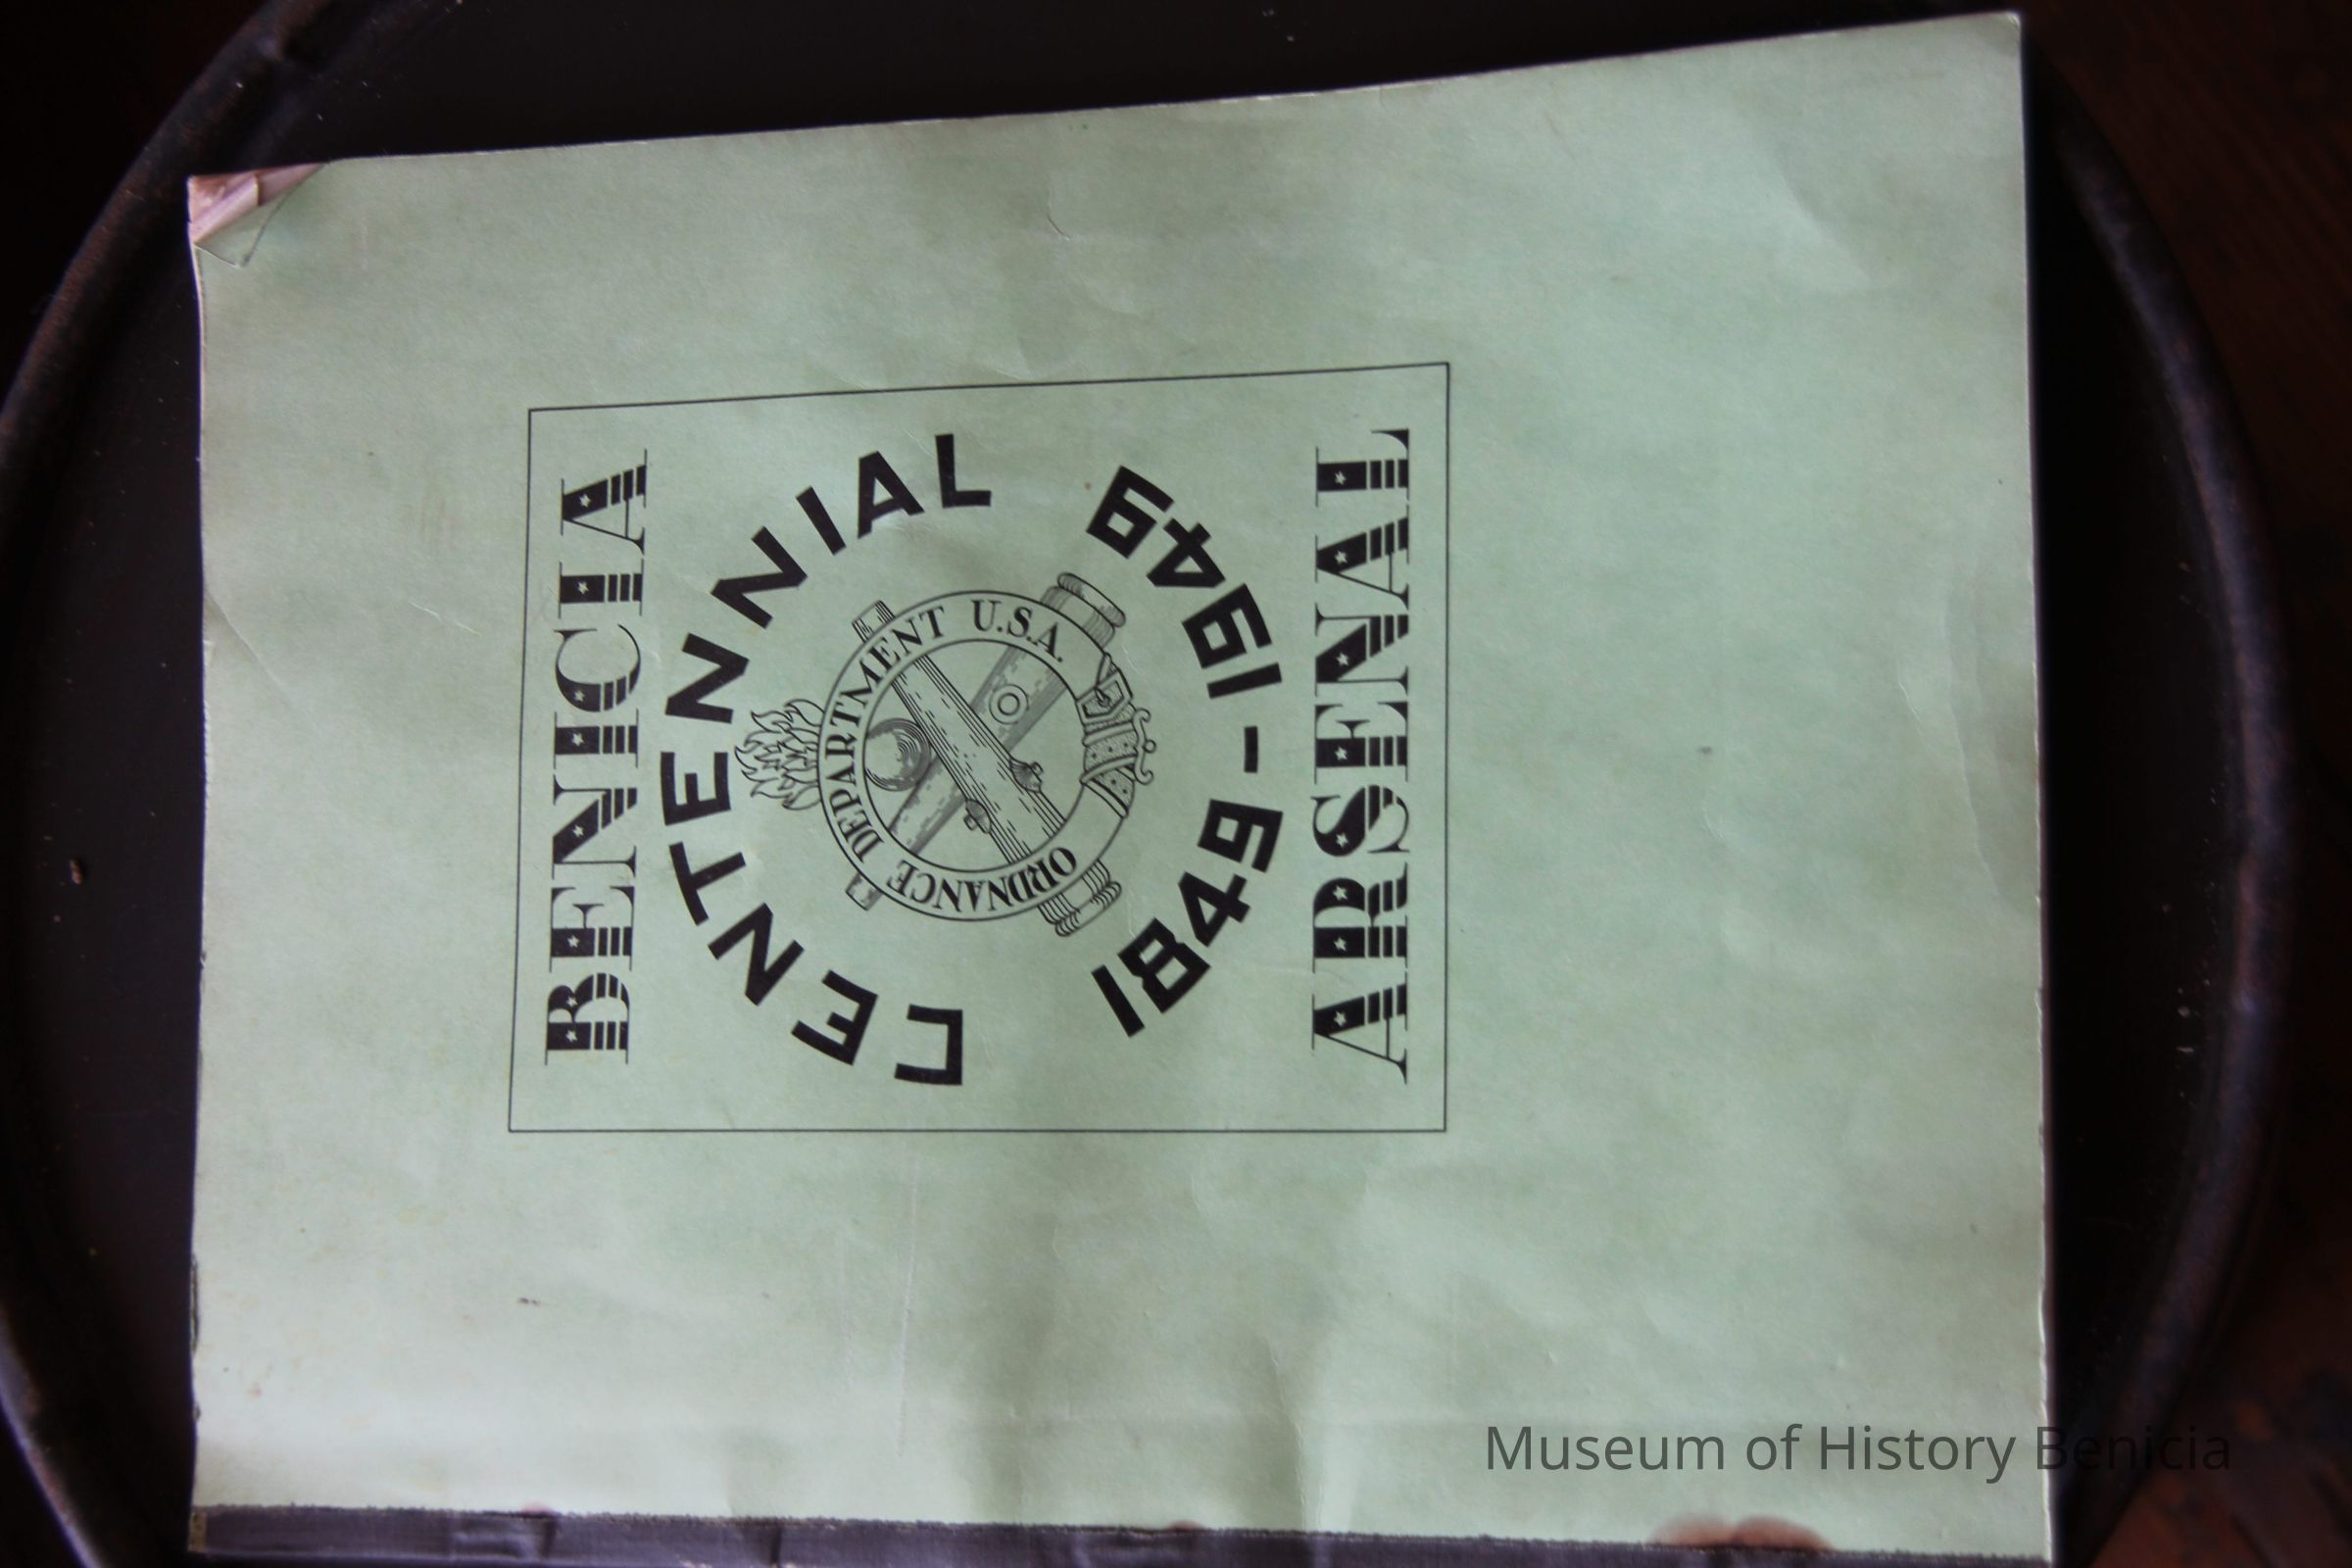 BENICIA
CENTENNIAL
ORDNANCE DEPARTMENT U.S.A.
1849-1949
ARSENAL
Museum of History Benicia